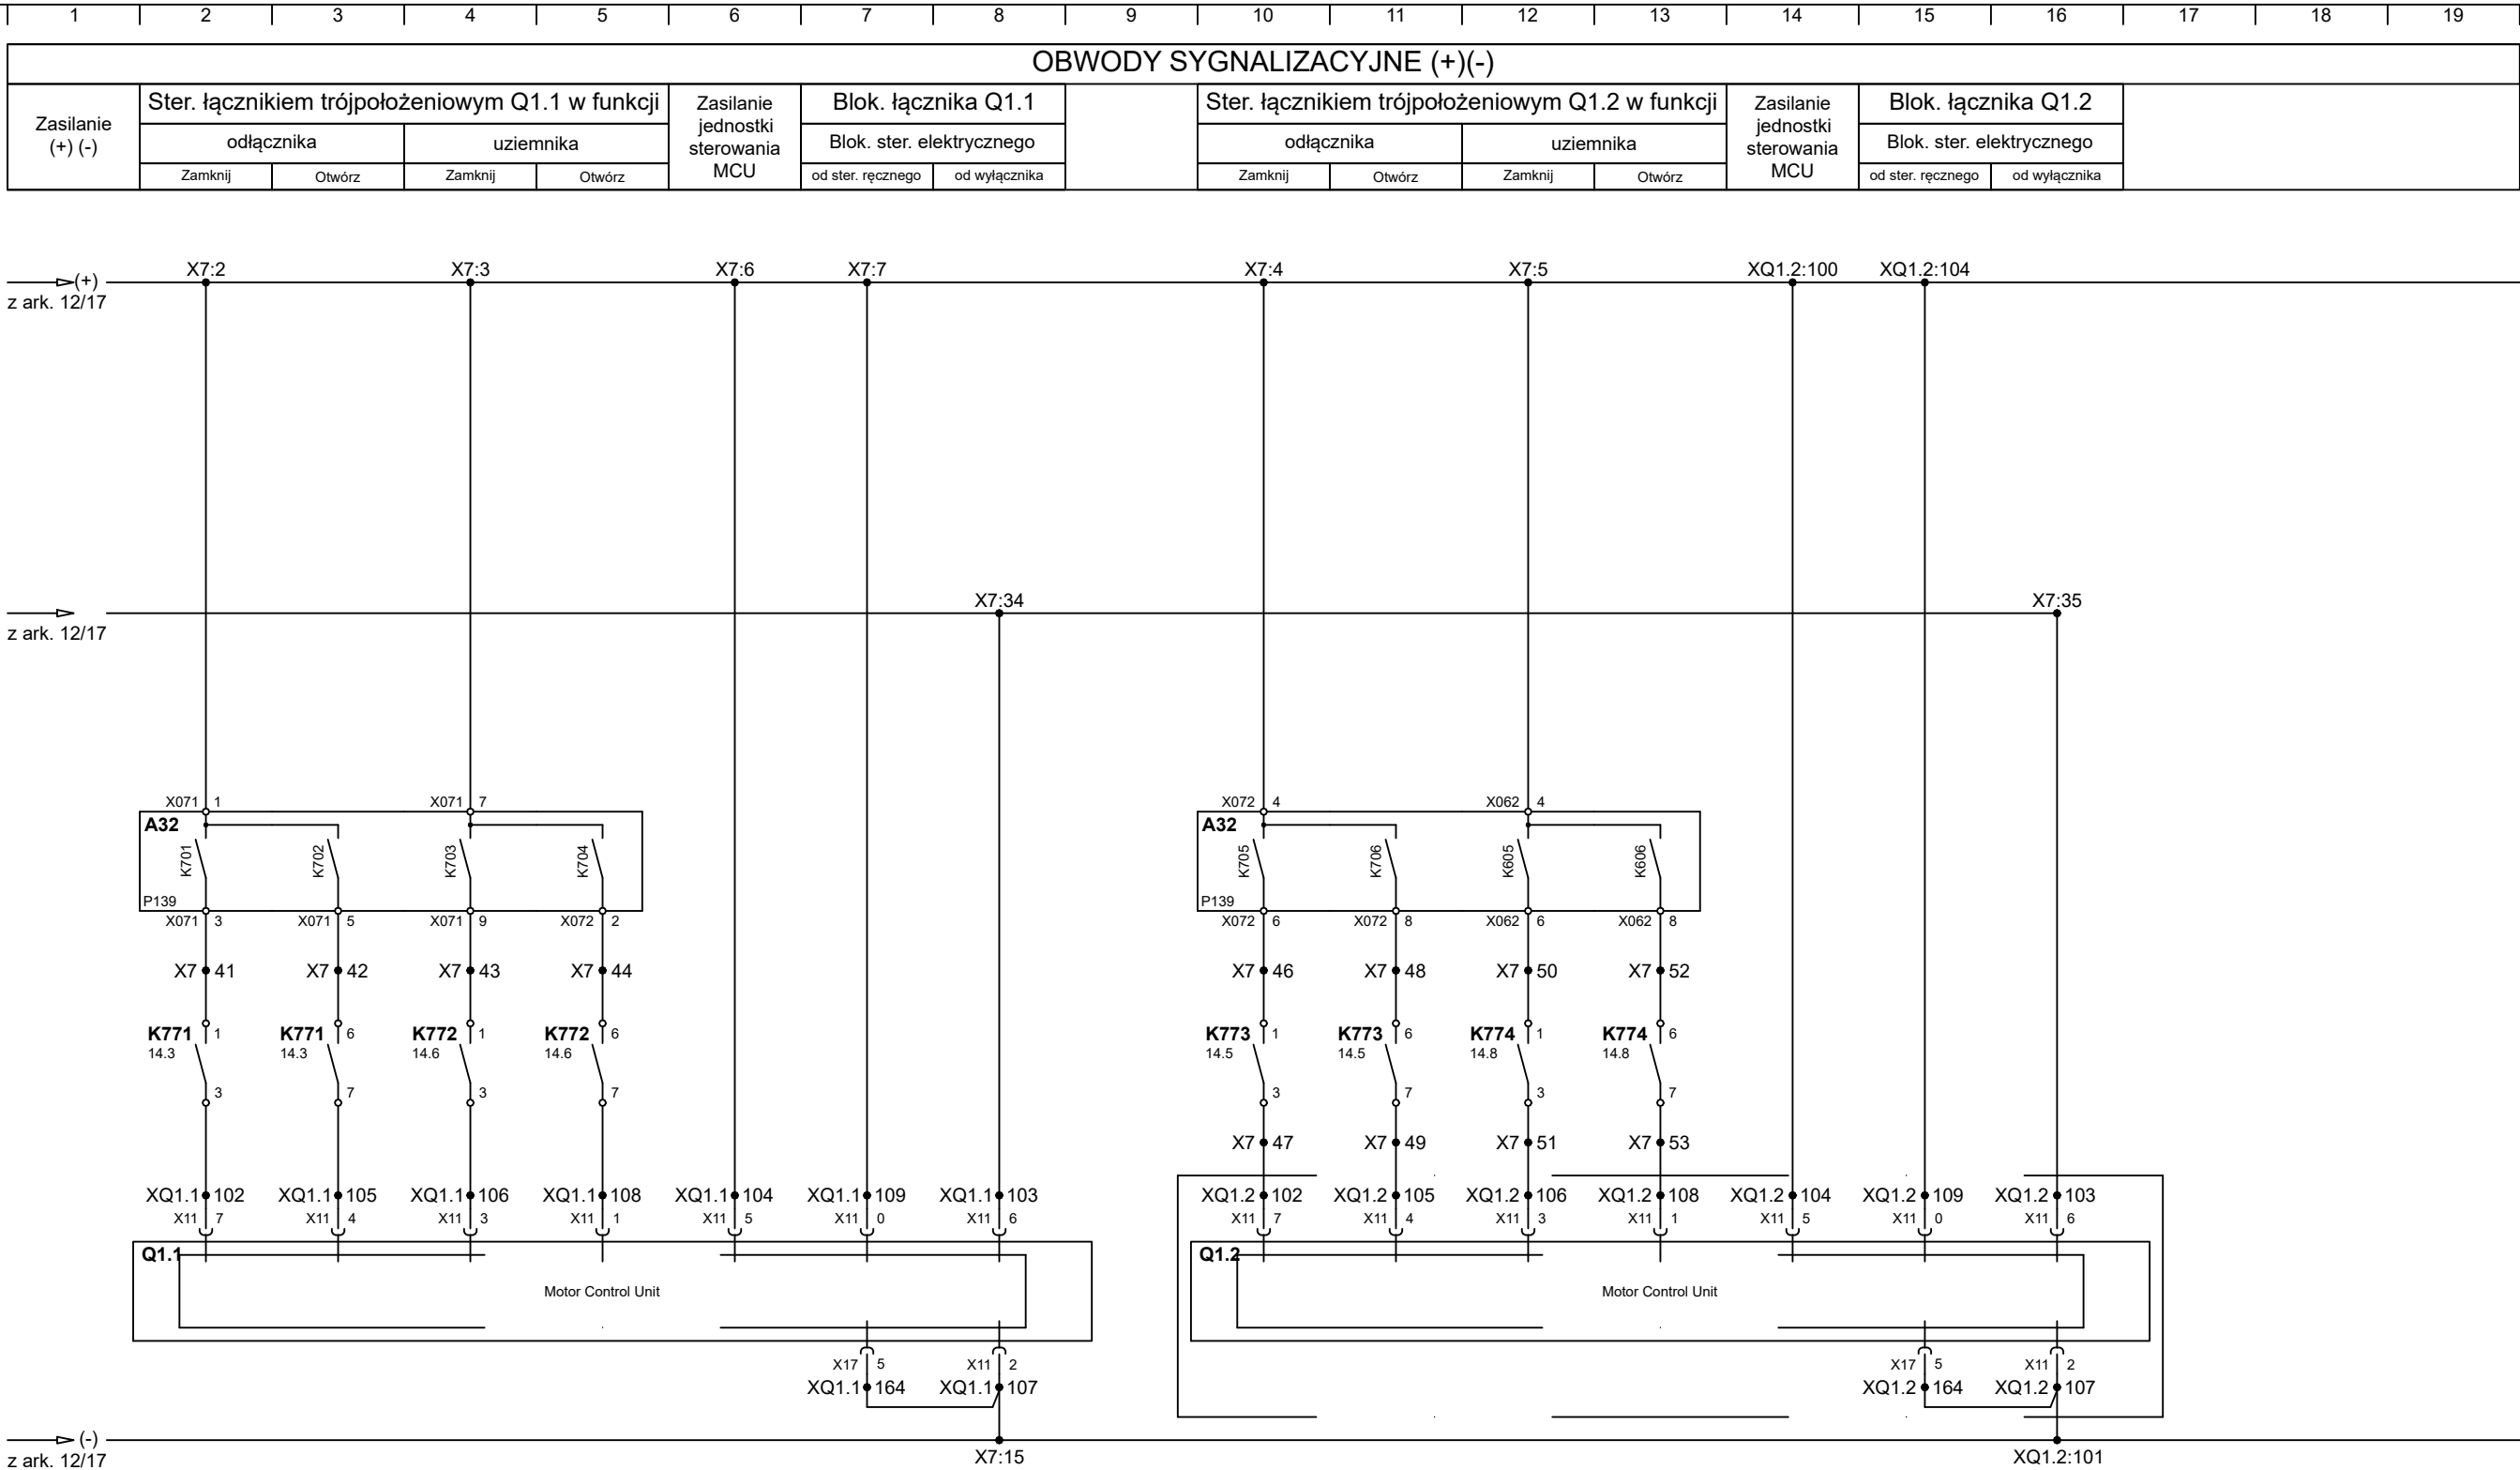 1 2 3 4 5 6 7 8 9 10 11 12 13 14 15 16 17 18 19
OBWODY SYGNALIZACYJNE (+)(-)
Zasilanie
(+) (-)
Ster. łącznikiem trójpołożeniowym Q1.1 w funkcji
odłącznika
uziemnika
Zamknij
Otwórz
Zamknij
Otwórz
Zasilanie
jednostki
sterowania
MCU
Blok. łącznika Q1.1
Blok. ster. elektrycznego
od ster. ręcznego
od wyłącznika
Ster. łącznikiem trójpołożeniowym Q1.2 w funkcji
odłącznika
uziemnika
Zamknij
Otwórz
Zamknij
Otwórz
Zasilanie
jednostki
sterowania
MCU
Blok. łącznika Q1.2
Blok. ster. elektrycznego
od ster. ręcznego
od wyłącznika
X7:2 X7:3 X7:6 X7:7 X7:4 X7:5 XQ1.2:100 XQ1.2:104
(+)
z ark. 12/17
X7:34 X7:35
z ark. 12/17
X071 1 X071 7 X072 4 X062 4
A32 A32
K701 K702 K703 K704 K705 K706 K605 K606
P139 P139
X071 3 X071 5 X071 9 X072 2 X072 6 X072 8 X062 6 X062 8
X7 41 X7 42 X7 43 X7 44 X7 46 X7 48 X7 50 X7 52
K771 1 K771 6 K772 1 K772 6 K773 1 K773 6 K774 1 K774 6
14.3 14.3 14.6 14.6 14.5 14.5 14.8 14.8
3 7 3 7 3 7 3 7
X7 47 X7 49 X7 51 X7 53
XQ1.1 102 XQ1.1 105 XQ1.1 106 XQ1.1 108 XQ1.1 104 XQ1.1 109 XQ1.1 103 XQ1.2 102 XQ1.2 105 XQ1.2 106 XQ1.2 108 XQ1.2 104 XQ1.2 109 XQ1.2 103
X11 7 X11 4 X11 3 X11 1 X11 5 X11 0 X11 6 X11 7 X11 4 X11 3 X11 1 X11 5 X11 0 X11 6
Q1.1 Q1.2
Motor Control Unit Motor Control Unit
X17 5 X11 2 X17 5 X11 2
XQ1.1 164 XQ1.1 107 XQ1.2 164 XQ1.2 107
(-)
z ark. 12/17 X7:15 XQ1.2:101